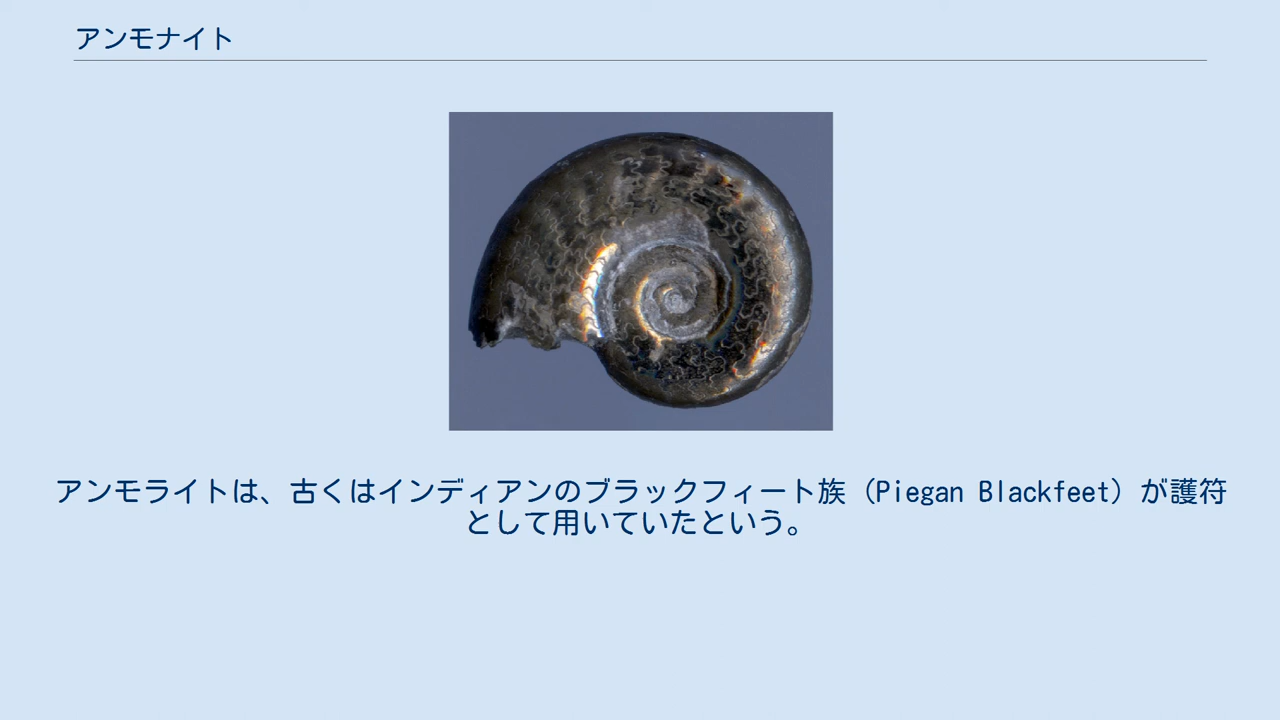 アンモナイト
アンモライトは、古くはインディアンのブラックフィート族（Piegan Blackfeet）が護符
として用いていたという。